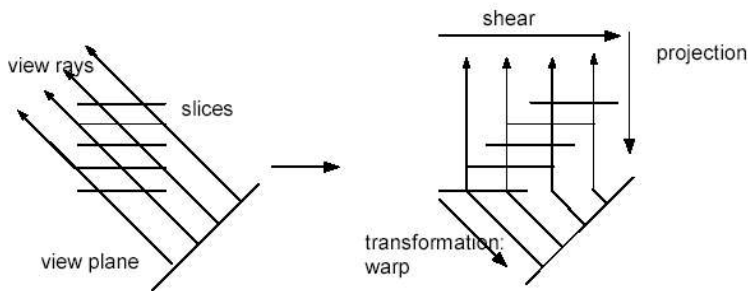 view rays
slices
view plane
shear
projection
transformation:
warp